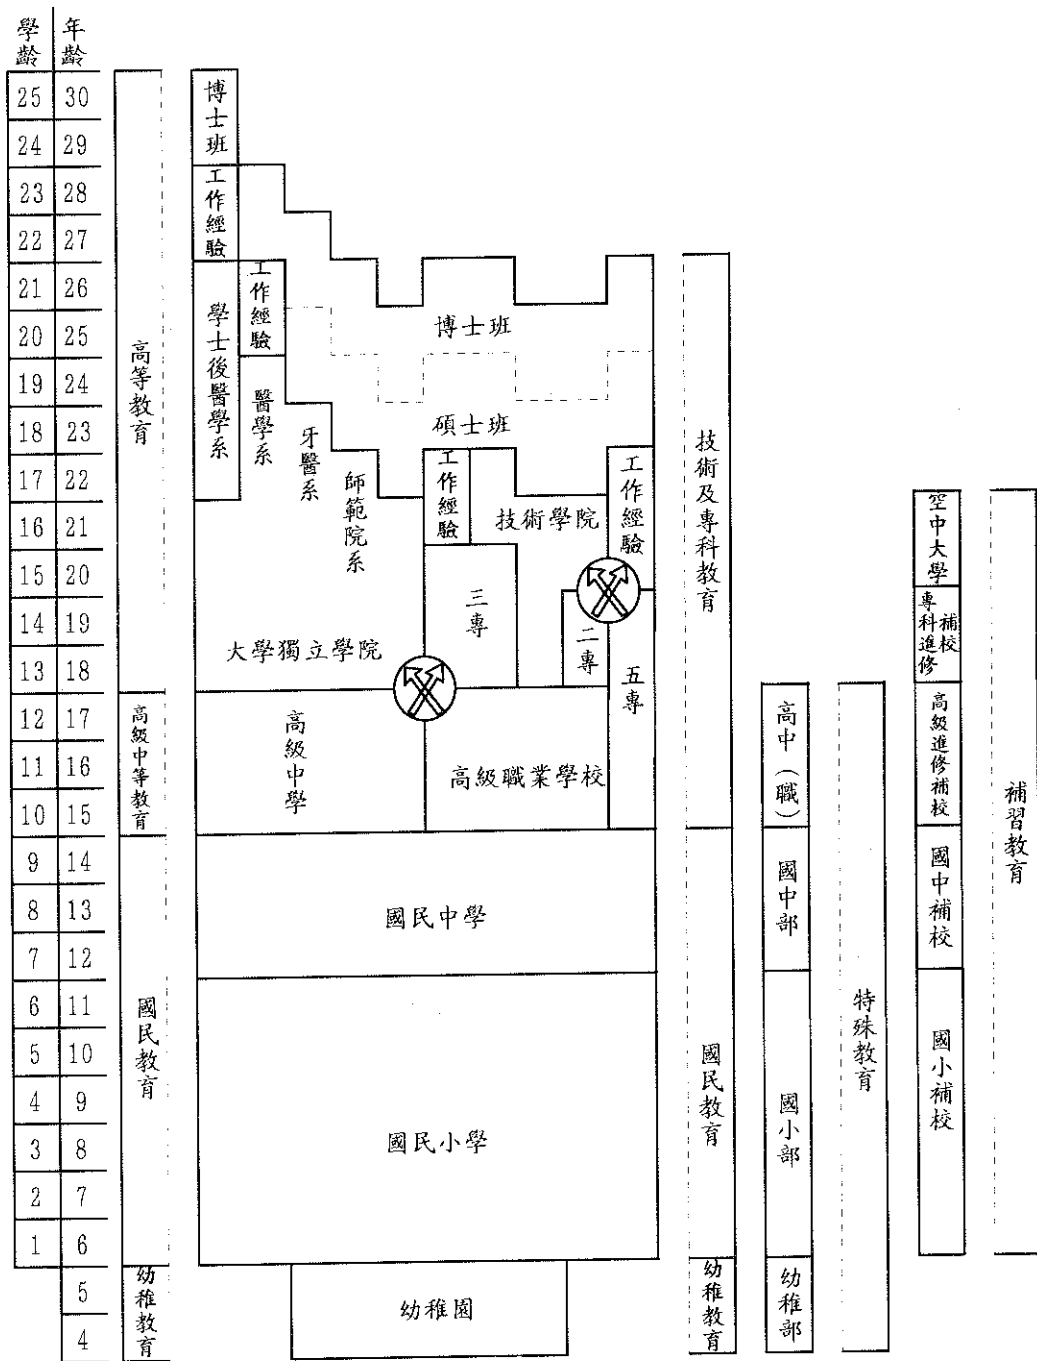 學齡 年齡
25 30
24 29
23 28
22 27
21 26
20 25
19 24
18 23
17 22
16 21
15 20
14 19
13 18
12 17
11 16
10 15
9 14
8 13
7 12
6 11
5 10
4 9
3 8
2 7
1 6
5
4
高等教育
高級中等教育
國民教育
幼稚教育
博士班
工作經驗
學士後醫學系
工作經驗
醫學系
牙醫系
師範院系
大學獨立學院
博士班
碩士班
工作經驗
技術學院
工作經驗
三專
二專
五專
高級中學
高級職業學校
國民中學
國民小學
幼稚園
技術及專科教育
國民教育
幼稚教育
高中（職）
國中部
國小部
幼稚部
特殊教育
空中大學
專科進修補校
高級進修補校
國中補校
國小補校
補習教育